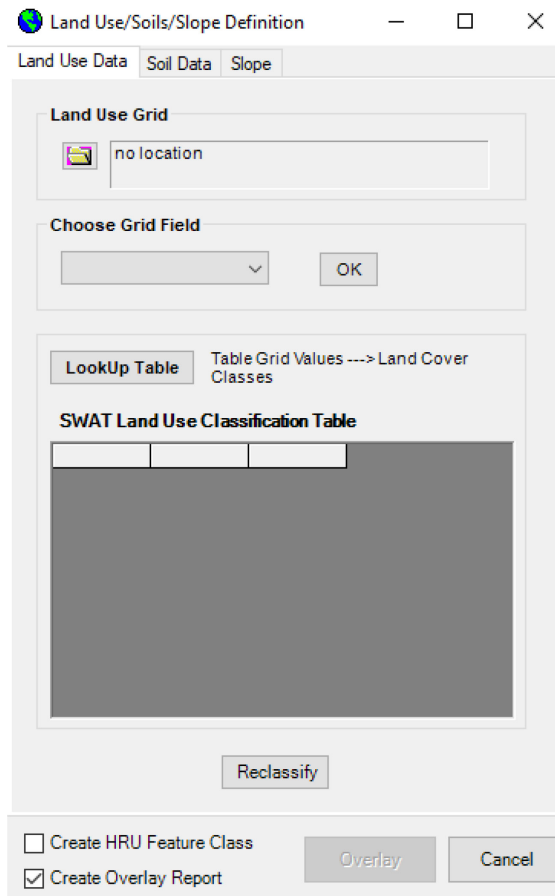 Land Use/Soils/Slope Definition
Land Use Data Soil Data Slope
Land Use Grid
no location
Choose Grid Field
OK
LookUp Table Table Grid Values ---> Land Cover
Classes
SWAT Land Use Classification Table
Reclassify
Create HRU Feature Class
Create Overlay Report
Overlay Cancel